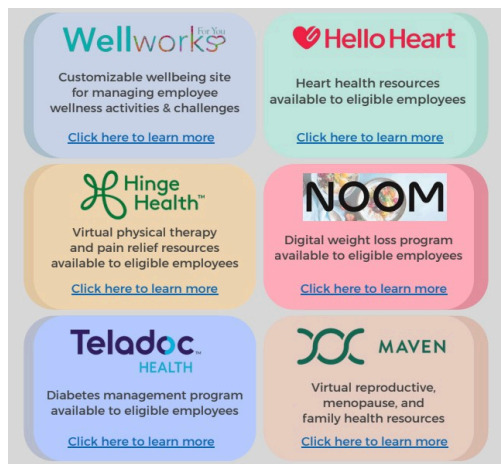 Wellworks For You
Customizable wellbeing site
for managing employee
wellness activities & challenges
Click here to learn more
Hello Heart
Heart health resources
available to eligible employees
Click here to learn more
Hinge
Health™
Virtual physical therapy
and pain relief resources
available to eligible employees
Click here to learn more
NOOM
Digital weight loss program
available to eligible employees
Click here to learn more
Teladoc™
HEALTH
Diabetes management program
available to eligible employees
Click here to learn more
MAVEN
Virtual reproductive,
menopause, and
family health resources
Click here to learn more